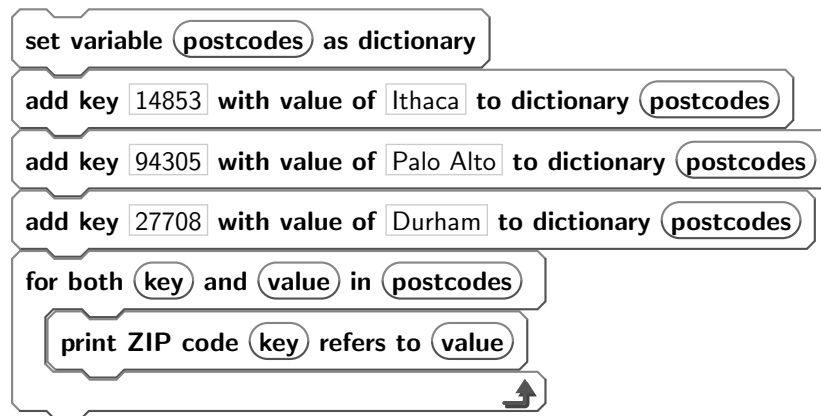 set variable postcodes as dictionary
add key 14853 with value of Ithaca to dictionary postcodes
add key 94305 with value of Palo Alto to dictionary postcodes
add key 27708 with value of Durham to dictionary postcodes
for both key and value in postcodes
print ZIP code key refers to value